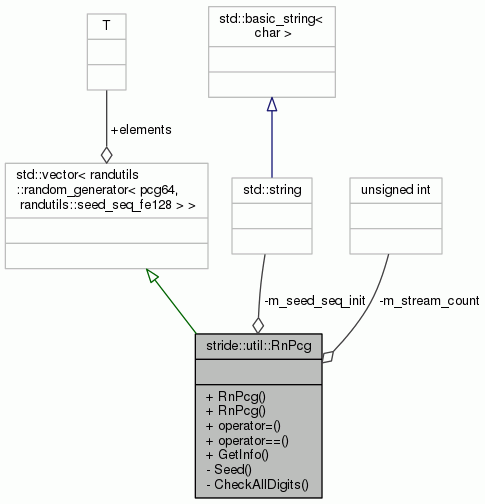 T
std::basic_string<
char >
+elements
std::vector< randutils
::random_generator< pcg64,
randutils::seed_seq_fe128 > >
std::string
unsigned int
-m_seed_seq_init
-m_stream_count
stride::util::RnPcg
+ RnPcg()
+ RnPcg()
+ operator=()
+ operator==()
+ GetInfo()
- Seed()
- CheckAllDigits()